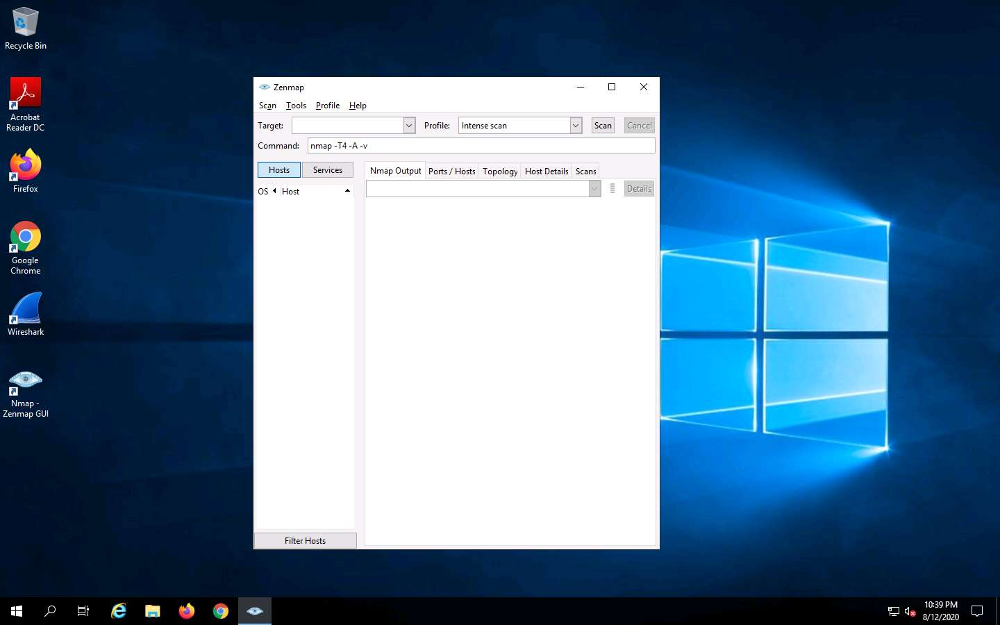 Recycle Bin
Acrobat
Reader DC
Firefox
Google
Chrome
Wireshark
Nmap -
Zenmap GUI
Zenmap
Scan Tools Profile Help
Target: Profile: Intense scan Scan Cancel
Command: nmap -T4 -A -v
Hosts Services
Nmap Output Ports / Hosts Topology Host Details Scans
OS Host
Details
Filter Hosts
10:39 PM
8/12/2020